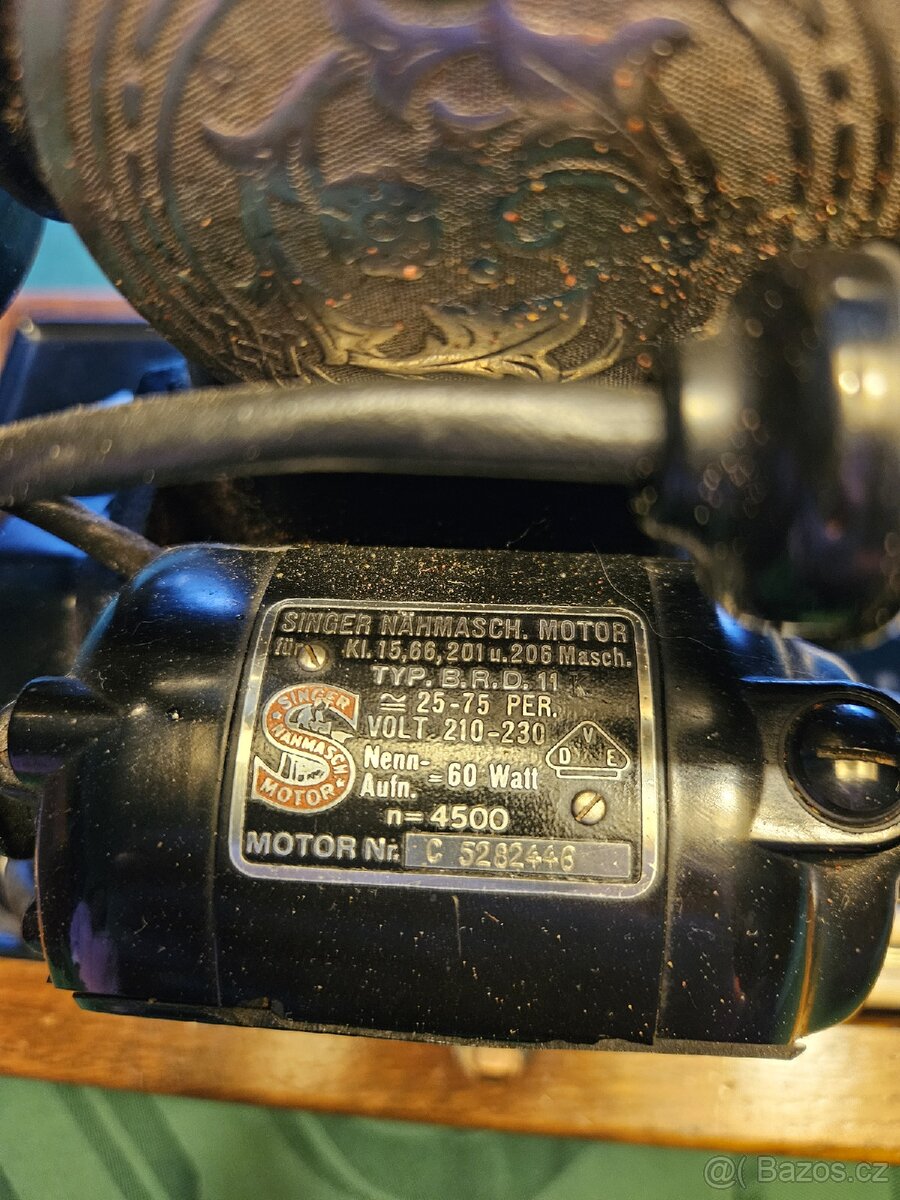 SINGER NÄHMASCH. MOTOR
für Kl. 15,66,201 u. 206 Masch.
TYP. B.R.D. 11 K
≅ 25-75 PER.
VOLT. 210-230
V
D E
SINGER
NÄHMASCH
MOTOR
Nenn-
Aufn. = 60 Watt
n= 4500
MOTOR Nr. C 5282446
@( Bazoš.cz